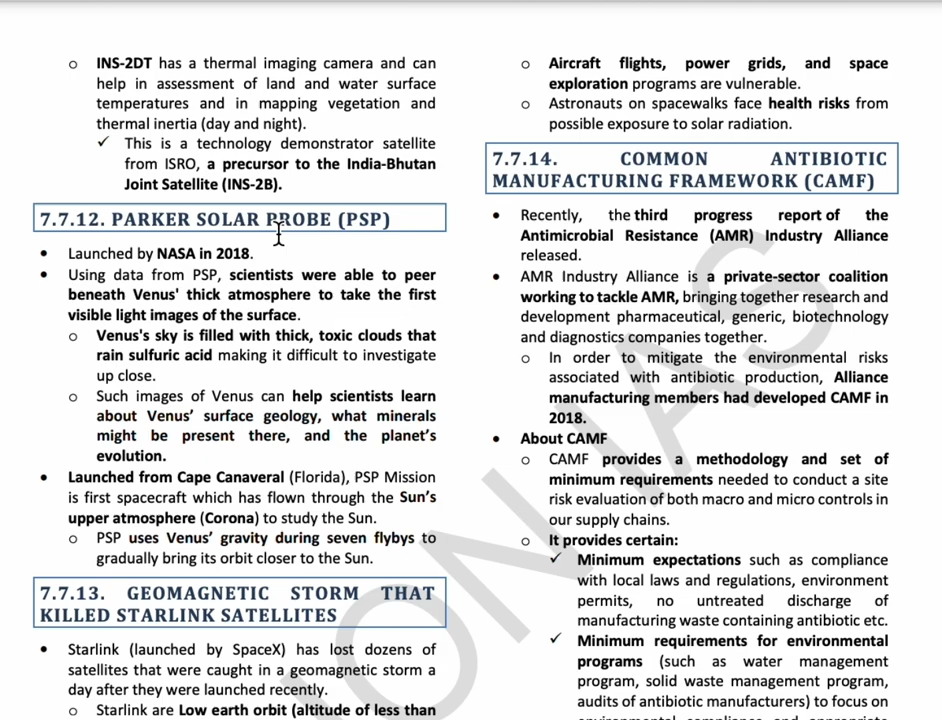 o INS-2DT has a thermal imaging camera and can
help in assessment of land and water surface
temperatures and in mapping vegetation and
thermal inertia (day and night).
✓ This is a technology demonstrator satellite
from ISRO, a precursor to the India-Bhutan
Joint Satellite (INS-2B).
7.7.12. PARKER SOLAR PROBE (PSP)
• Launched by NASA in 2018.
• Using data from PSP, scientists were able to peer
beneath Venus' thick atmosphere to take the first
visible light images of the surface.
o Venus's sky is filled with thick, toxic clouds that
rain sulfuric acid making it difficult to investigate
up close.
o Such images of Venus can help scientists learn
about Venus’ surface geology, what minerals
might be present there, and the planet’s
evolution.
• Launched from Cape Canaveral (Florida), PSP Mission
is first spacecraft which has flown through the Sun’s
upper atmosphere (Corona) to study the Sun.
o PSP uses Venus’ gravity during seven flybys to
gradually bring its orbit closer to the Sun.
7.7.13. GEOMAGNETIC STORM THAT
KILLED STARLINK SATELLITES
• Starlink (launched by SpaceX) has lost dozens of
satellites that were caught in a geomagnetic storm a
day after they were launched recently.
o Starlink are Low earth orbit (altitude of less than
o Aircraft flights, power grids, and space
exploration programs are vulnerable.
o Astronauts on spacewalks face health risks from
possible exposure to solar radiation.
7.7.14. COMMON ANTIBIOTIC
MANUFACTURING FRAMEWORK (CAMF)
• Recently, the third progress report of the
Antimicrobial Resistance (AMR) Industry Alliance
released.
• AMR Industry Alliance is a private-sector coalition
working to tackle AMR, bringing together research and
development pharmaceutical, generic, biotechnology
and diagnostics companies together.
o In order to mitigate the environmental risks
associated with antibiotic production, Alliance
manufacturing members had developed CAMF in
2018.
• About CAMF
o CAMF provides a methodology and set of
minimum requirements needed to conduct a site
risk evaluation of both macro and micro controls in
our supply chains.
o It provides certain:
✓ Minimum expectations such as compliance
with local laws and regulations, environment
permits, no untreated discharge of
manufacturing waste containing antibiotic etc.
✓ Minimum requirements for environmental
programs (such as water management
program, solid waste management program,
audits of antibiotic manufacturers) to focus on
ION IAS